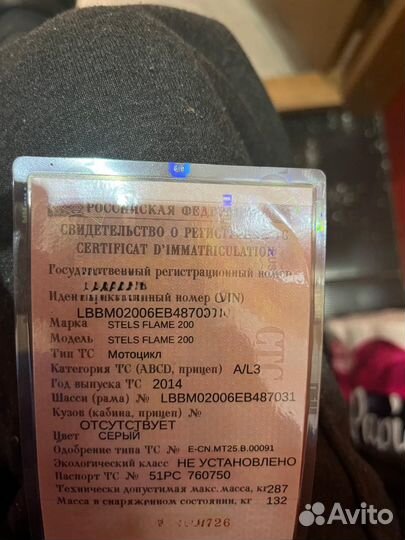 РОССИЙСКАЯ ФЕДЕРАЦИЯ
СВИДЕТЕЛЬСТВО О РЕГИСТРАЦИИ ТС
CERTIFICAT D'IMMATRICULATION
Государственный регистрационный номер
Идентификационный номер (VIN)
LBBM02006EB487031
Марка STELS FLAME 200
Модель STELS FLAME 200
Тип ТС Мотоцикл
Категория ТС (ABCD, прицеп) A/L3
Год выпуска ТС 2014
Шасси (рама) № LBBM02006EB487031
Кузов (кабина, прицеп) №
ОТСУТСТВУЕТ
Цвет СЕРЫЙ
Одобрение типа ТС № E-CN.MT25.B.00091
Экологический класс НЕ УСТАНОВЛЕНО
Паспорт ТС № 51РС 760750
Технически допустимая макс.масса, кг 287
Масса в снаряженном состоянии, кг 132
726
СТС
Avito